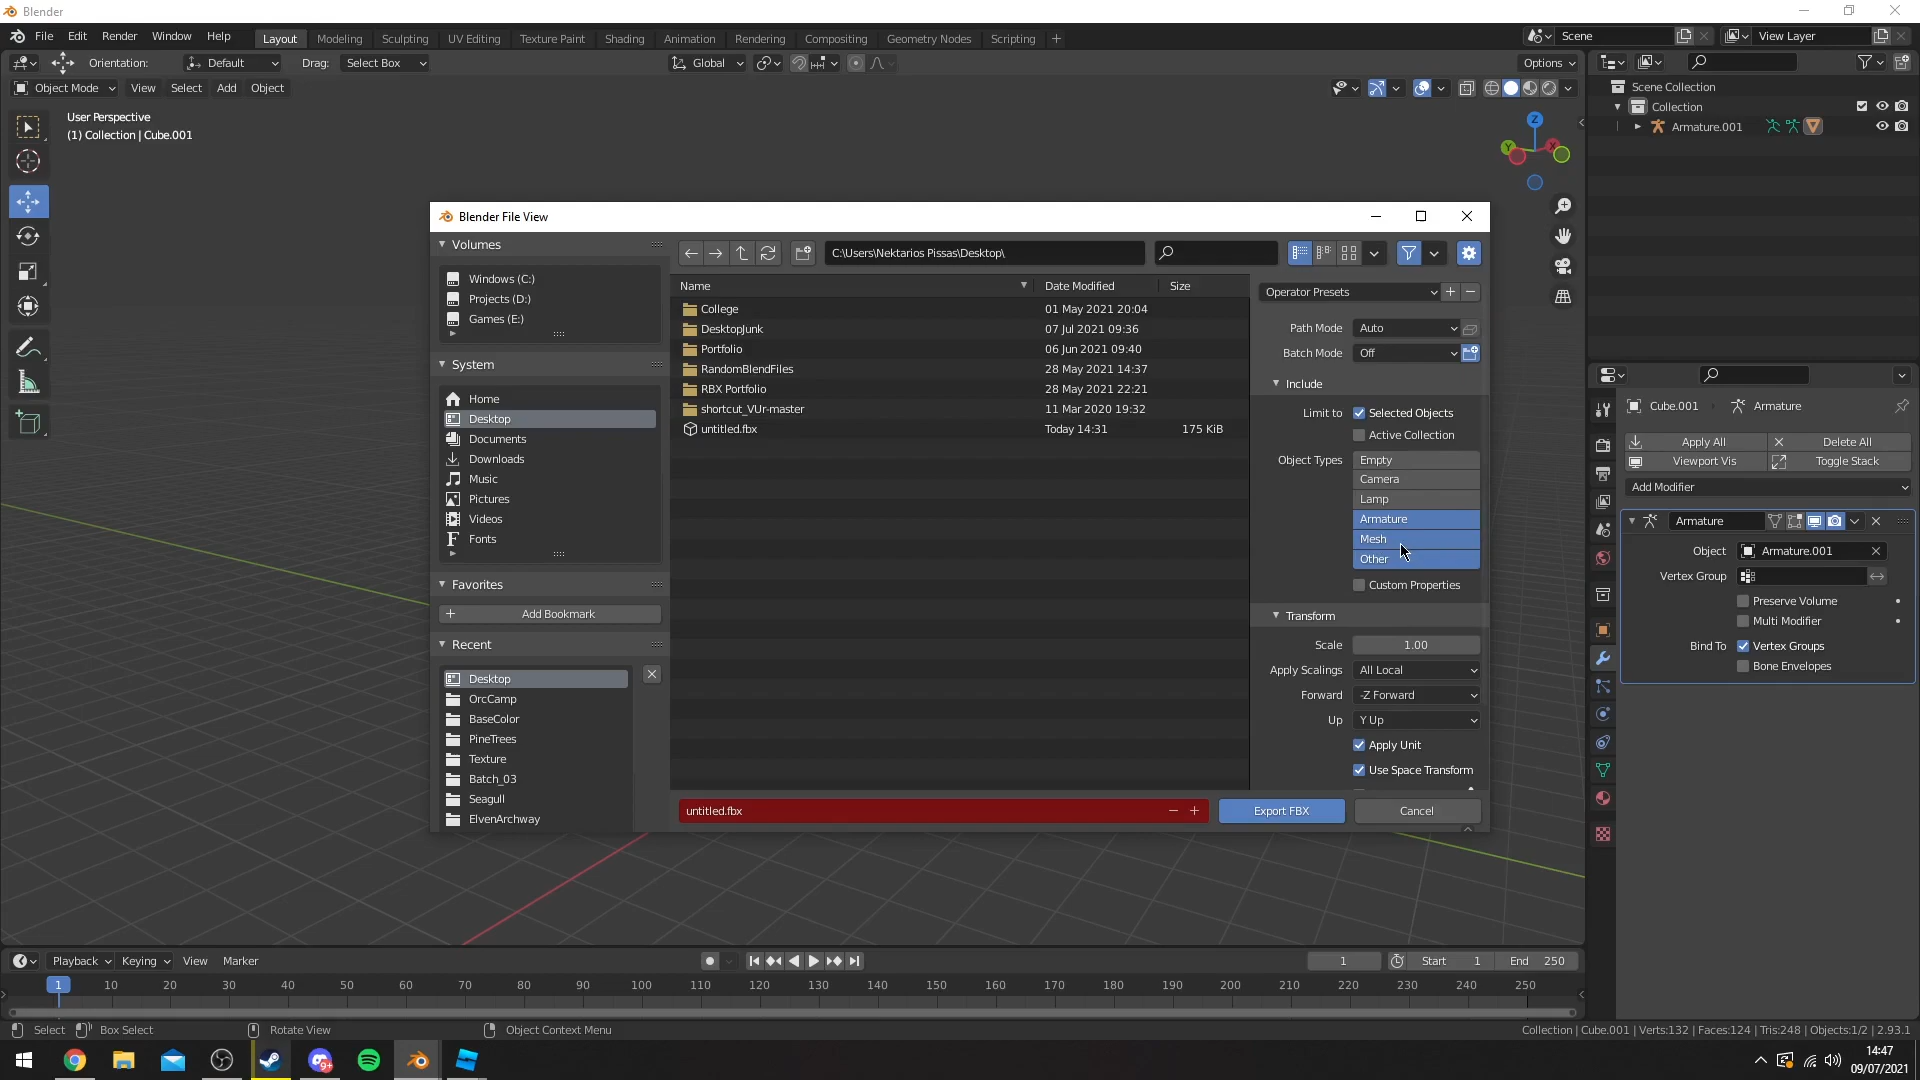 Blender
File Edit Render Window Help Layout Modeling Sculpting UV Editing Texture Paint Shading Animation Rendering Compositing Geometry Nodes Scripting + Scene View Layer
Orientation: Default Drag: Select Box Global Options
Object Mode View Select Add Object
User Perspective
(1) Collection | Cube.001
Z
Y
X
Scene Collection
Collection
Armature.001
Blender File View
Volumes
Windows (C:)
Projects (D:)
Games (E:)
System
Home
Desktop
Documents
Downloads
Music
Pictures
Videos
Fonts
Favorites
Add Bookmark
Recent
Desktop
OrcCamp
BaseColor
PineTrees
Texture
Batch_03
Seagull
ElvenArchway
C:\Users\Nektarios Pissas\Desktop\
Name Date Modified Size
College 01 May 2021 20:04
DesktopJunk 07 Jul 2021 09:36
Portfolio 06 Jun 2021 09:40
RandomBlendFiles 28 May 2021 14:37
RBX Portfolio 28 May 2021 22:21
shortcut_VUr-master 11 Mar 2020 19:32
untitled.fbx Today 14:31 175 KiB
Operator Presets
Path Mode Auto
Batch Mode Off
Include
Limit to Selected Objects
Active Collection
Object Types Empty
Camera
Lamp
Armature
Mesh
Other
Custom Properties
Transform
Scale 1.00
Apply Scalings All Local
Forward -Z Forward
Up Y Up
Apply Unit
Use Space Transform
untitled.fbx Export FBX Cancel
Cube.001 Armature
Apply All Delete All
Viewport Vis Toggle Stack
Add Modifier
Armature
Object Armature.001
Vertex Group
Preserve Volume
Multi Modifier
Bind To Vertex Groups
Bone Envelopes
Playback Keying View Marker 1 Start 1 End 250
1 10 20 30 40 50 60 70 80 90 100 110 120 130 140 150 160 170 180 190 200 210 220 230 240 250
Select Box Select Rotate View Object Context Menu Collection | Cube.001 | Verts:132 | Faces:124 | Tris:248 | Objects:1/2 | 2.93.1
9+
14:47
09/07/2021